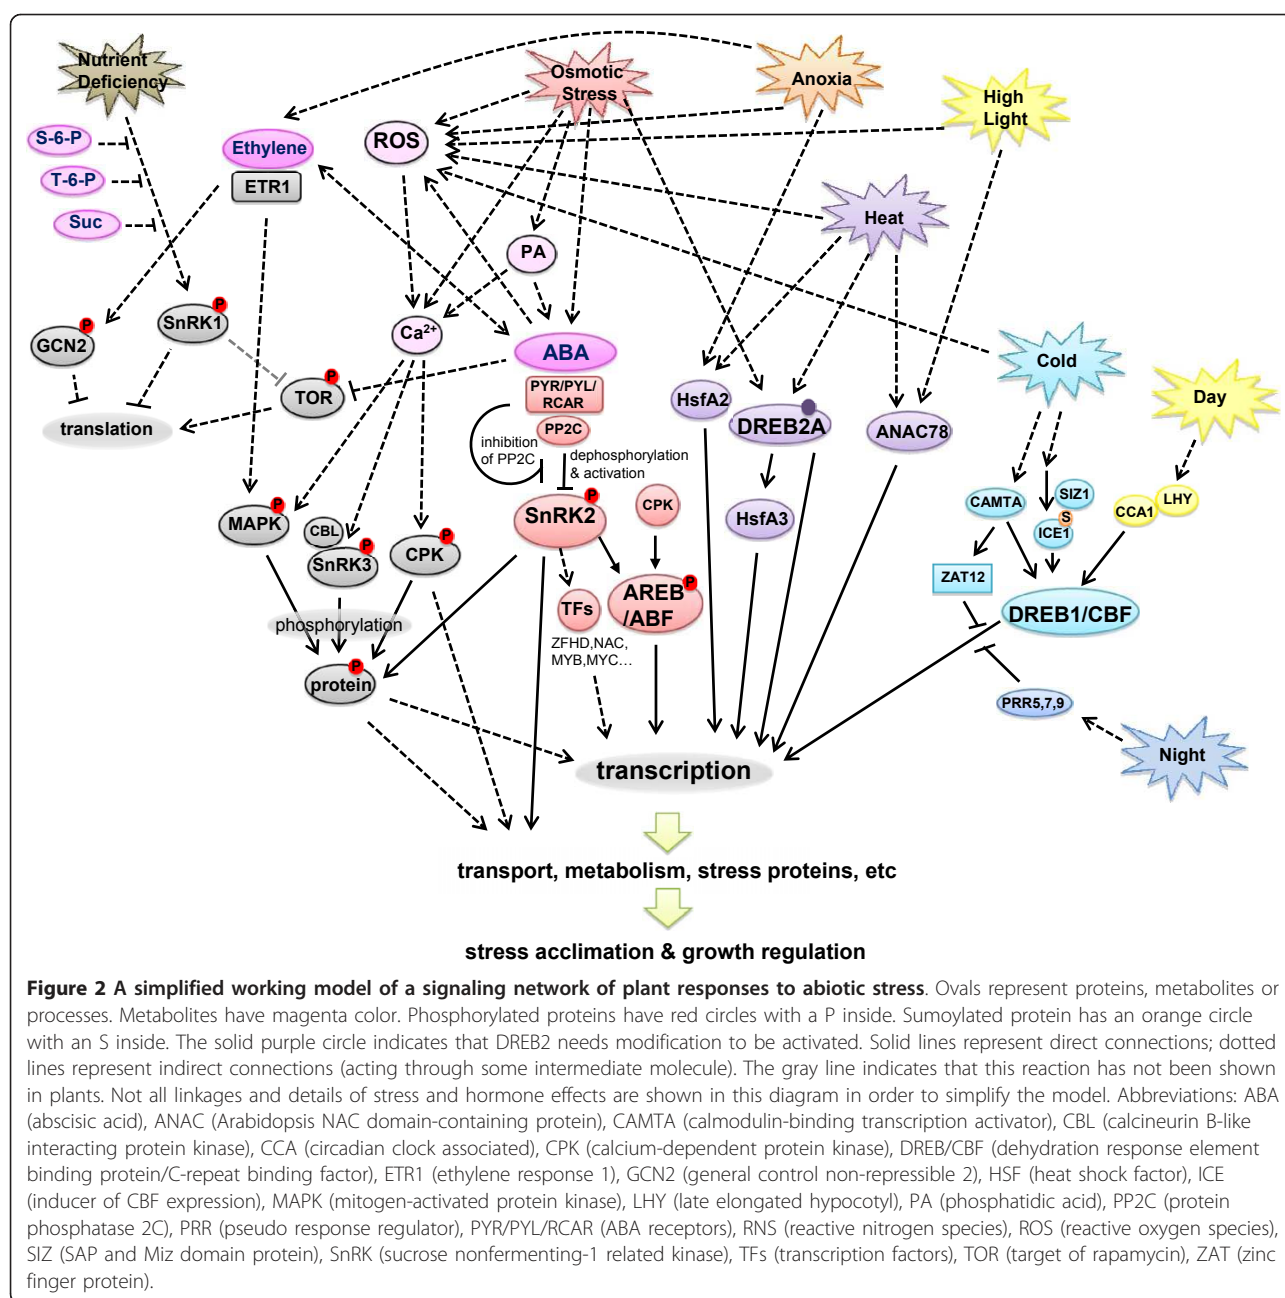 Nutrient
Deficiency
Osmotic
Stress
Anoxia
High
Light
S-6-P
T-6-P
Suc
Ethylene
ETR1
ROS
Heat
PA
SnRK1
P
GCN2
P
Ca2+
ABA
Cold
TOR
P
PYR/PYL/
RCAR
HsfA2
Day
translation
PP2C
DREB2A
ANAC78
inhibition
of PP2C
dephosphorylation
& activation
MAPK
P
SnRK2
P
CPK
HsfA3
CAMTA
SIZ1
S
ICE1
LHY
CCA1
CBL
SnRK3
P
CPK
P
ZAT12
TFs
AREB
/ABF
P
DREB1/CBF
phosphorylation
ZFHD,NAC,
MYB,MYC...
protein
P
PRR5,7,9
Night
transcription
transport, metabolism, stress proteins, etc
stress acclimation & growth regulation
Figure 2 A simplified working model of a signaling network of plant responses to abiotic stress. Ovals represent proteins, metabolites or
processes. Metabolites have magenta color. Phosphorylated proteins have red circles with a P inside. Sumoylated protein has an orange circle
with an S inside. The solid purple circle indicates that DREB2 needs modification to be activated. Solid lines represent direct connections; dotted
lines represent indirect connections (acting through some intermediate molecule). The gray line indicates that this reaction has not been shown
in plants. Not all linkages and details of stress and hormone effects are shown in this diagram in order to simplify the model. Abbreviations: ABA
(abscisic acid), ANAC (Arabidopsis NAC domain-containing protein), CAMTA (calmodulin-binding transcription activator), CBL (calcineurin B-like
interacting protein kinase), CCA (circadian clock associated), CPK (calcium-dependent protein kinase), DREB/CBF (dehydration response element
binding protein/C-repeat binding factor), ETR1 (ethylene response 1), GCN2 (general control non-repressible 2), HSF (heat shock factor), ICE
(inducer of CBF expression), MAPK (mitogen-activated protein kinase), LHY (late elongated hypocotyl), PA (phosphatidic acid), PP2C (protein
phosphatase 2C), PRR (pseudo response regulator), PYR/PYL/RCAR (ABA receptors), RNS (reactive nitrogen species), ROS (reactive oxygen species),
SIZ (SAP and Miz domain protein), SnRK (sucrose nonfermenting-1 related kinase), TFs (transcription factors), TOR (target of rapamycin), ZAT (zinc
finger protein).